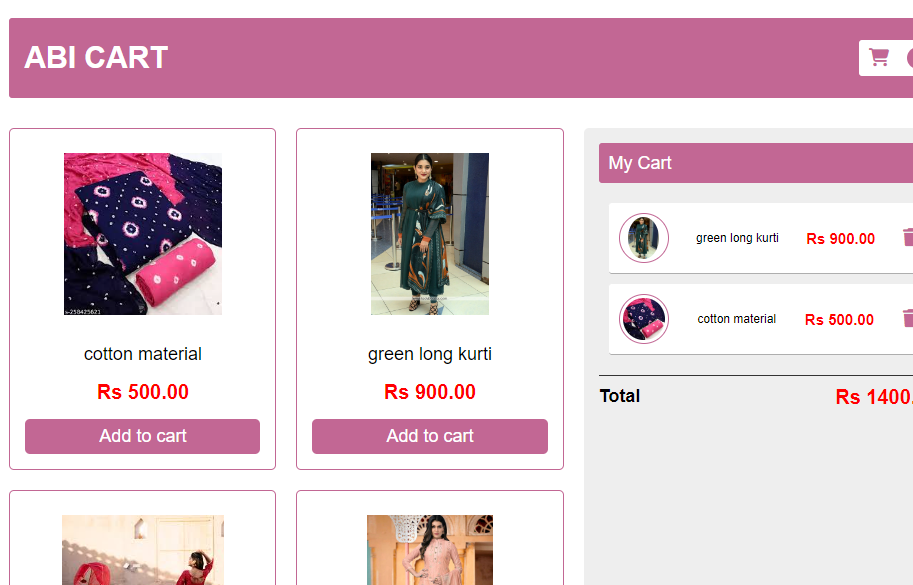 ABI CART
My Cart
green long kurti
Rs 900.00
cotton material
Rs 500.00
Total
Rs 1400.
cotton material
Rs 500.00
Add to cart
green long kurti
Rs 900.00
Add to cart
s-258425621